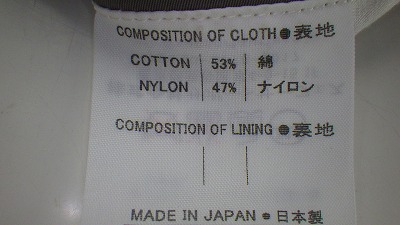 COMPOSITION OF CLOTH●表地
COTTON 53% 綿
NYLON 47% ナイロン
COMPOSITION OF LINING●裏地
MADE IN JAPAN●日本製